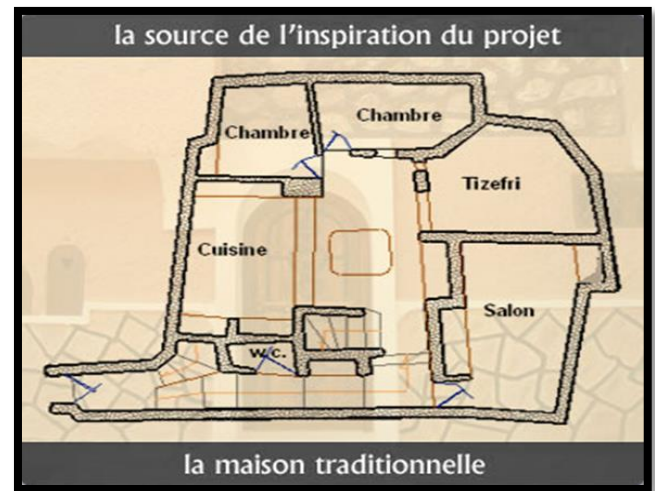 la source de l'inspiration du projet
Chambre
Chambre
Tizefri
Cuisine
Salon
w/c.
la maison traditionnelle